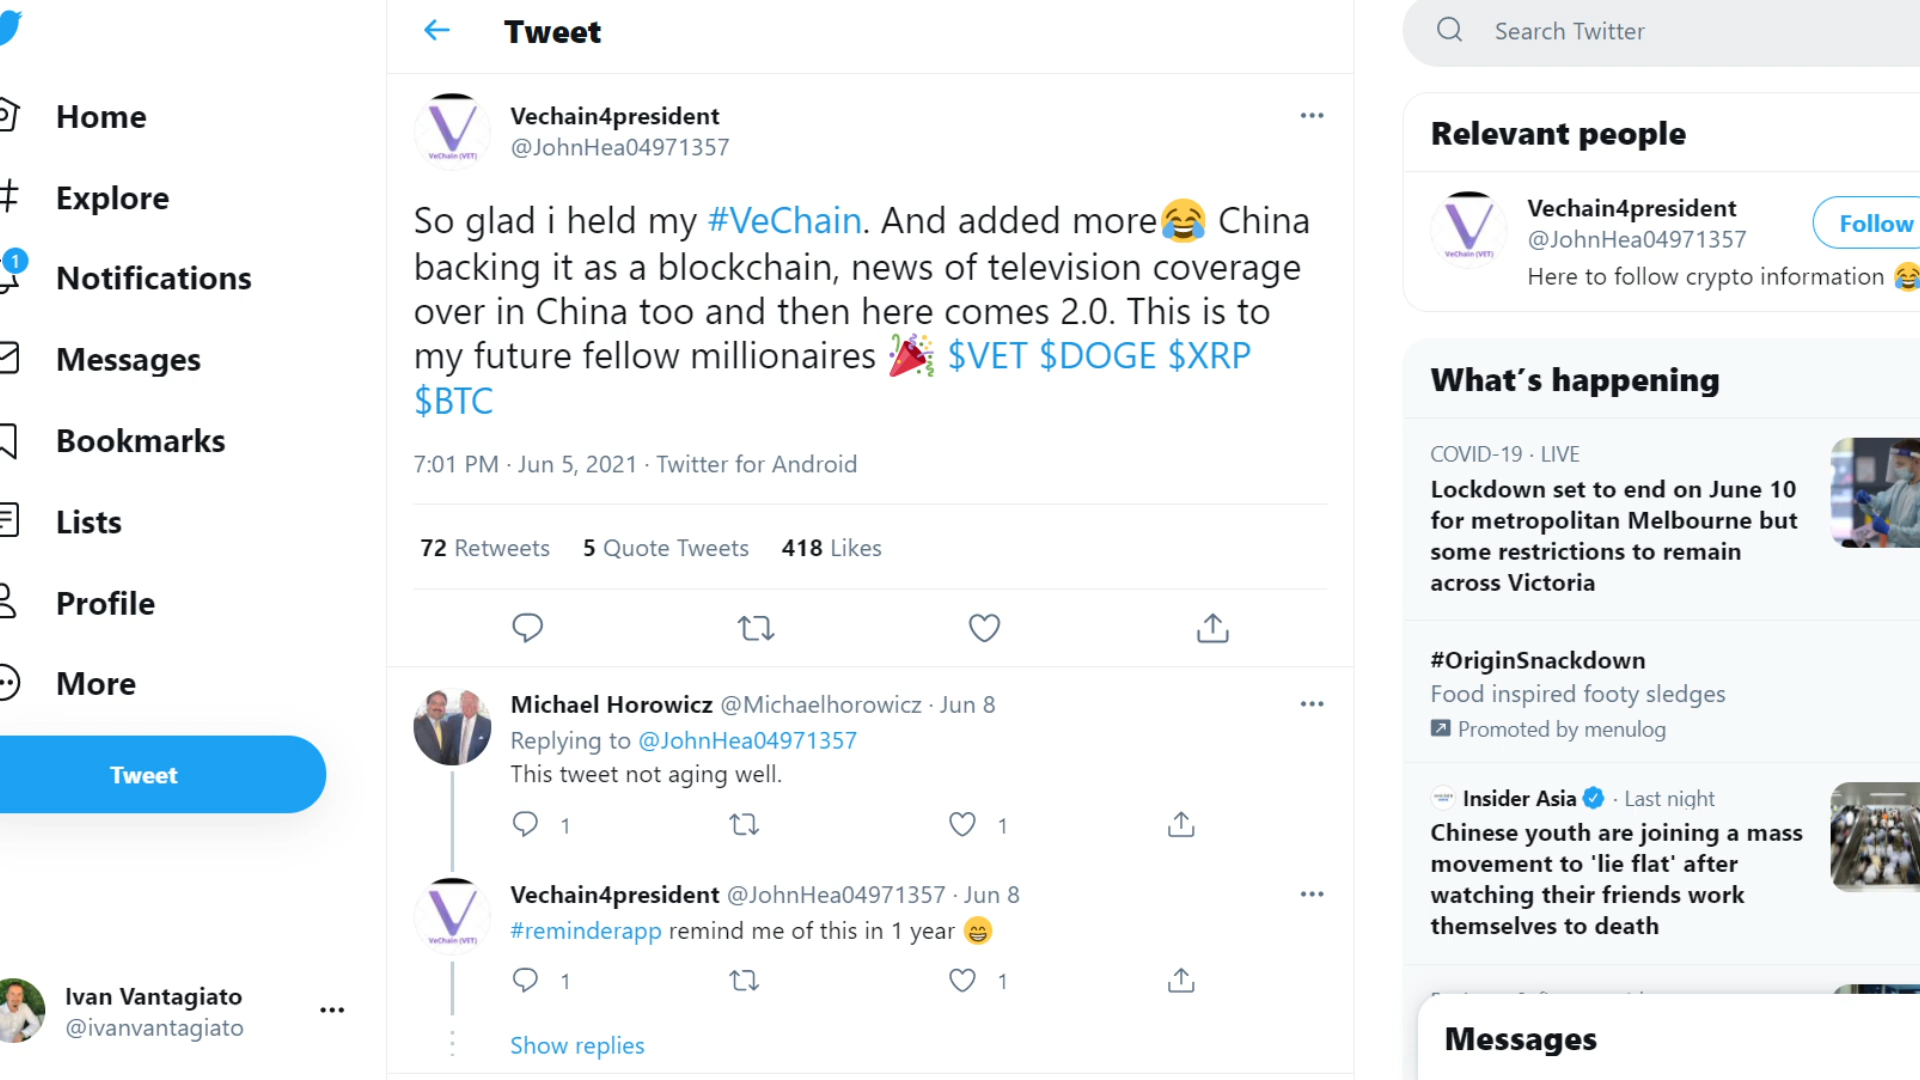 Home
Explore
1
Notifications
Messages
Bookmarks
Lists
Profile
More
Tweet
Ivan Vantagiato
@ivanvantagiato
Tweet
VeChain (VET)
Vechain4president
@JohnHea04971357
So glad i held my #VeChain. And added more😂 China
backing it as a blockchain, news of television coverage
over in China too and then here comes 2.0. This is to
my future fellow millionaires 🎉 $VET $DOGE $XRP
$BTC
7:01 PM · Jun 5, 2021 · Twitter for Android
72 Retweets 5 Quote Tweets 418 Likes
Michael Horowicz @Michaelhorowicz · Jun 8
Replying to @JohnHea04971357
This tweet not aging well.
1 1
VeChain (VET)
Vechain4president @JohnHea04971357 · Jun 8
#reminderapp remind me of this in 1 year 😁
1 1
Show replies
Search Twitter
Relevant people
VeChain (VET)
Vechain4president
@JohnHea04971357
Follow
Here to follow crypto information 😂
What's happening
COVID-19 · LIVE
Lockdown set to end on June 10
for metropolitan Melbourne but
some restrictions to remain
across Victoria
#OriginSnackdown
Food inspired footy sledges
Promoted by menulog
Insider Asia · Last night
Chinese youth are joining a mass
movement to 'lie flat' after
watching their friends work
themselves to death
Messages